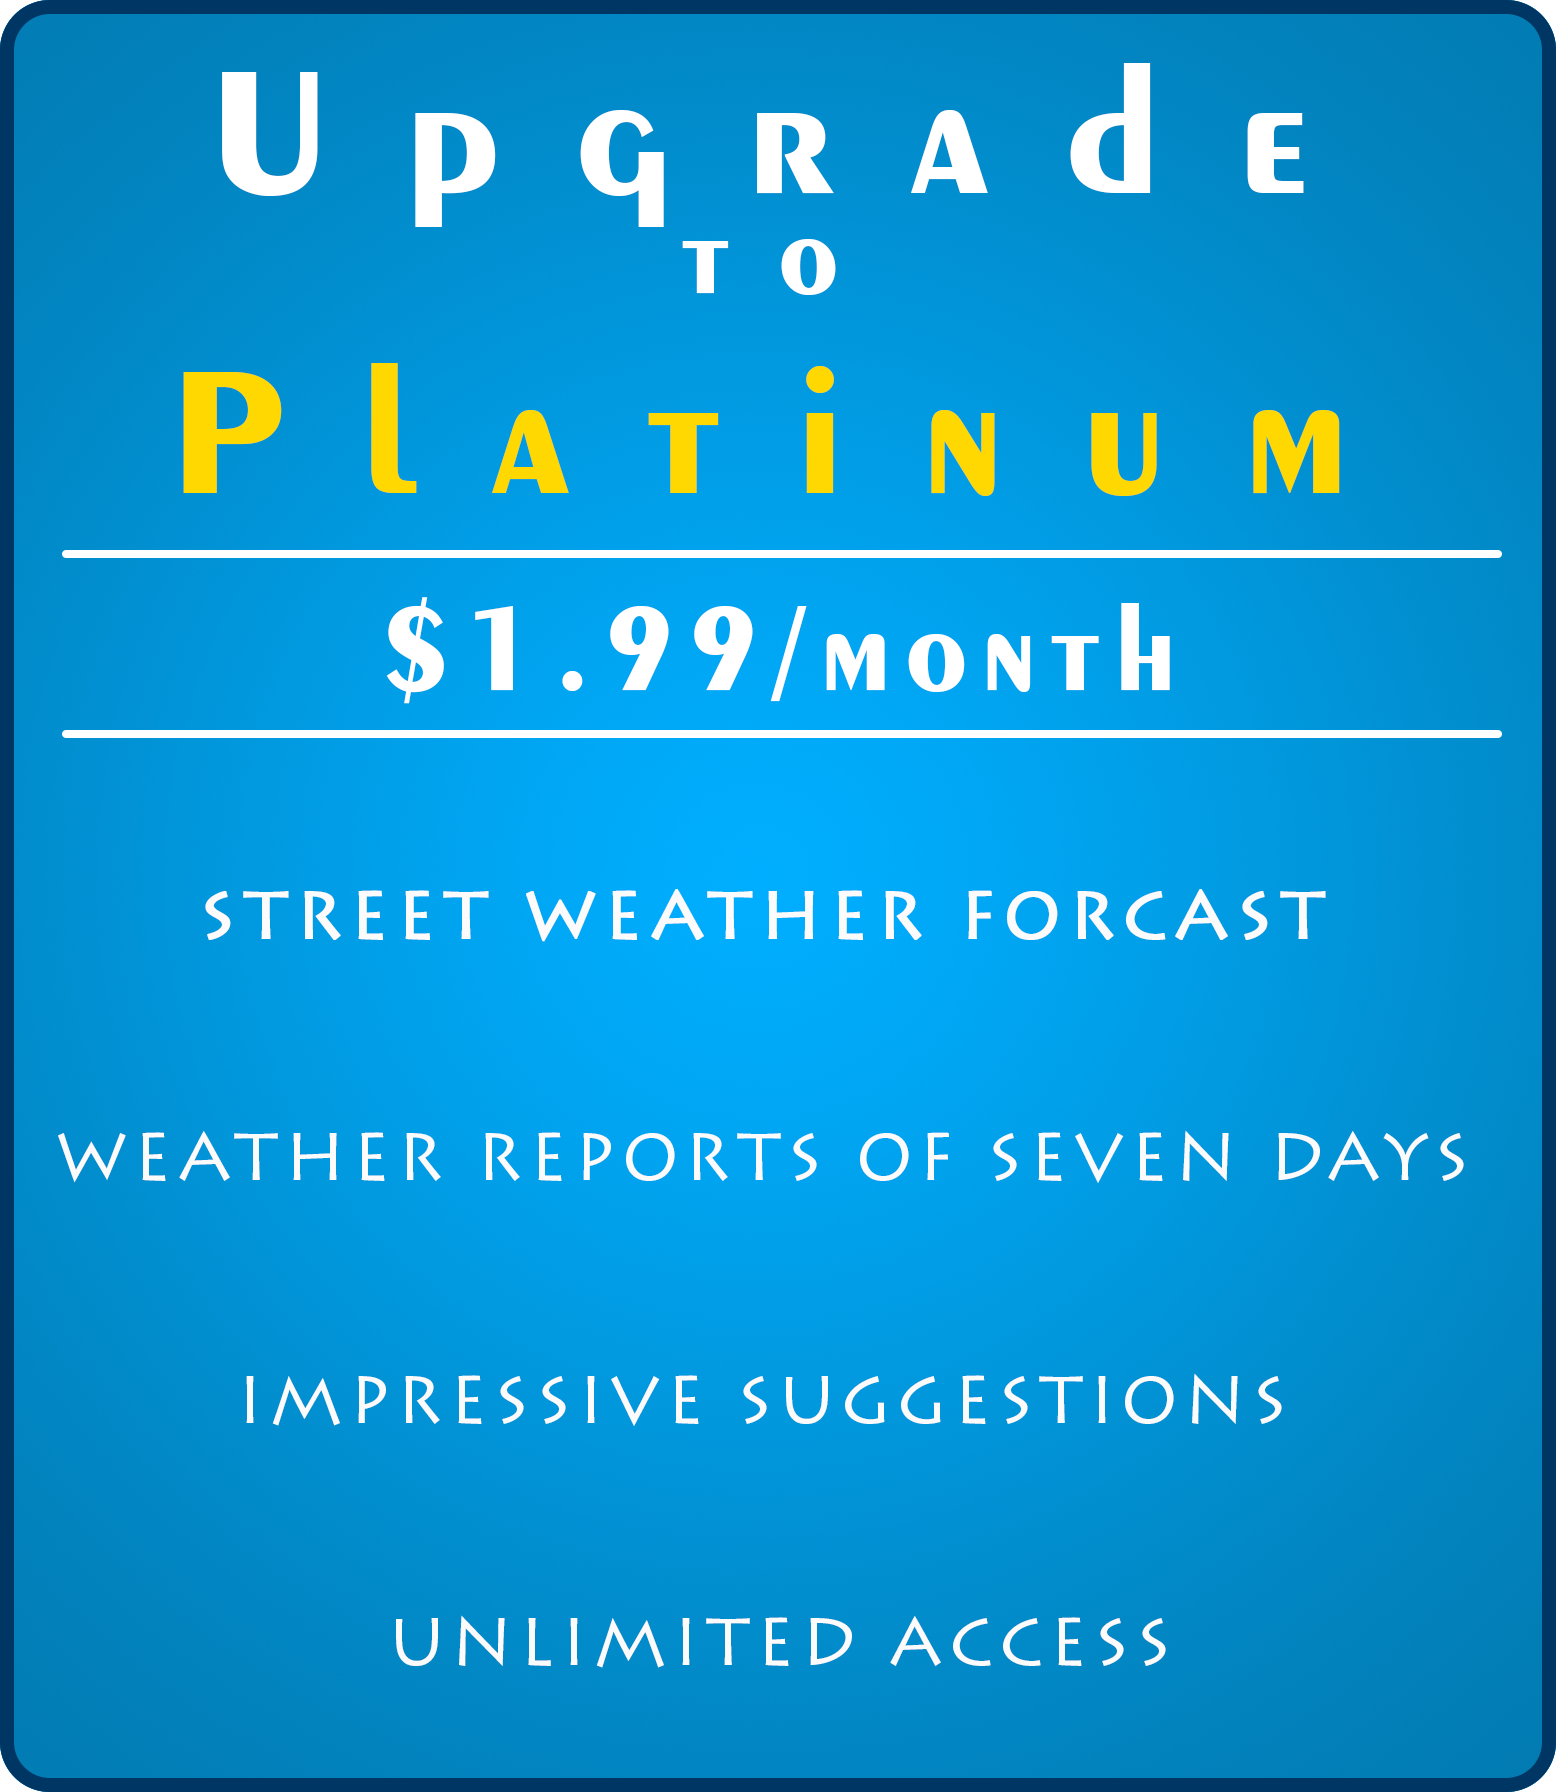 Upgrade
to
Platinum
$1.99/month
STREET WEATHER FORCAST
WEATHER REPORTS OF SEVEN DAYS
IMPRESSIVE SUGGESTIONS
UNLIMITED ACCESS